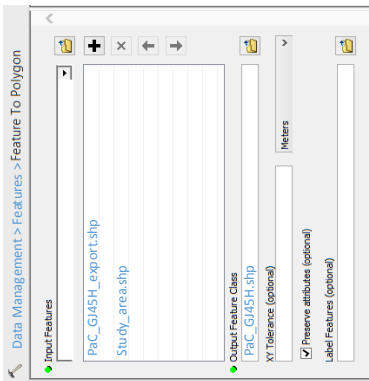 Data Management > Features > Feature To Polygon
Input Features
PaC_GJ45H_export.shp
Study_area.shp
Output Feature Class
PaC_GJ45H.shp
XY Tolerance (optional)
Meters
Preserve attributes (optional)
Label Features (optional)